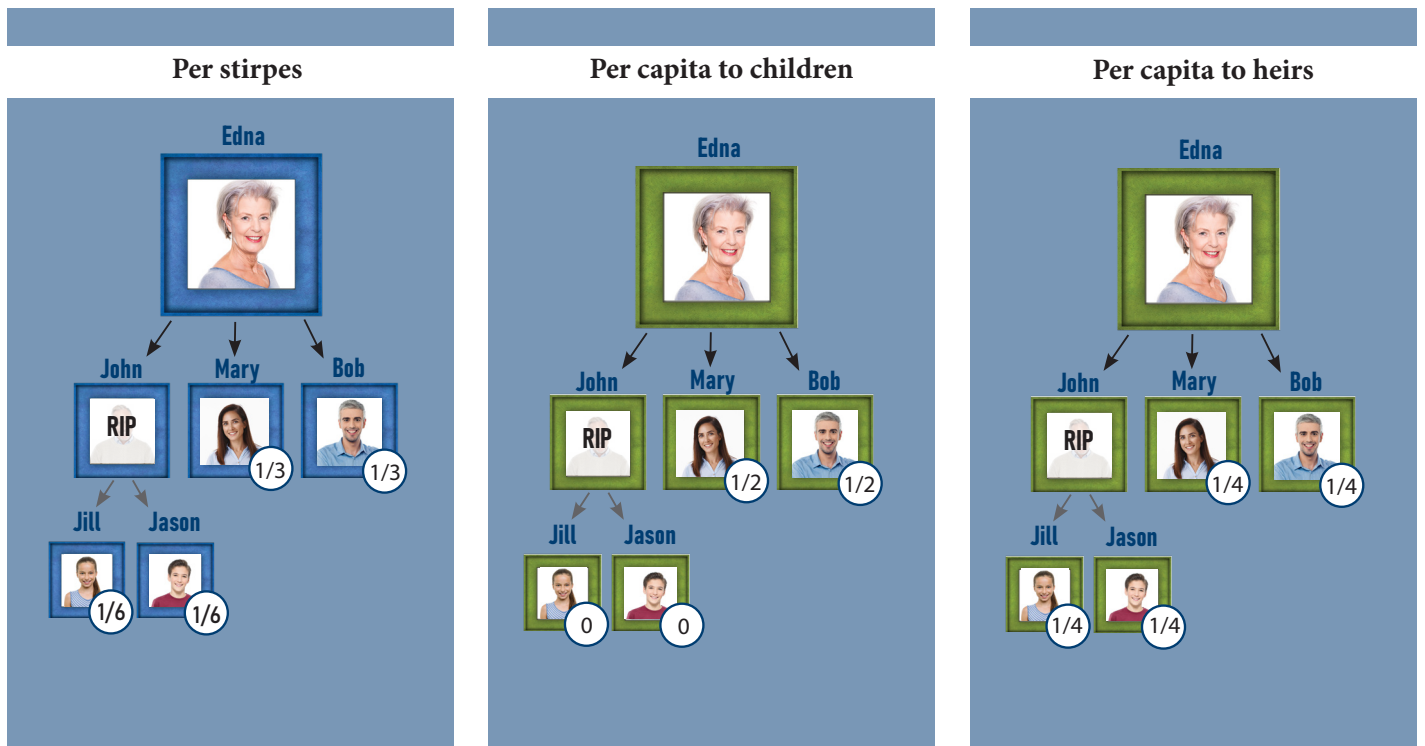 Per stirpes
Edna
John Mary Bob
RIP
1/3 1/3
Jill Jason
1/6 1/6
Per capita to children
Edna
John Mary Bob
RIP
1/2 1/2
Jill Jason
0 0
Per capita to heirs
Edna
John Mary Bob
RIP
1/4 1/4
Jill Jason
1/4 1/4